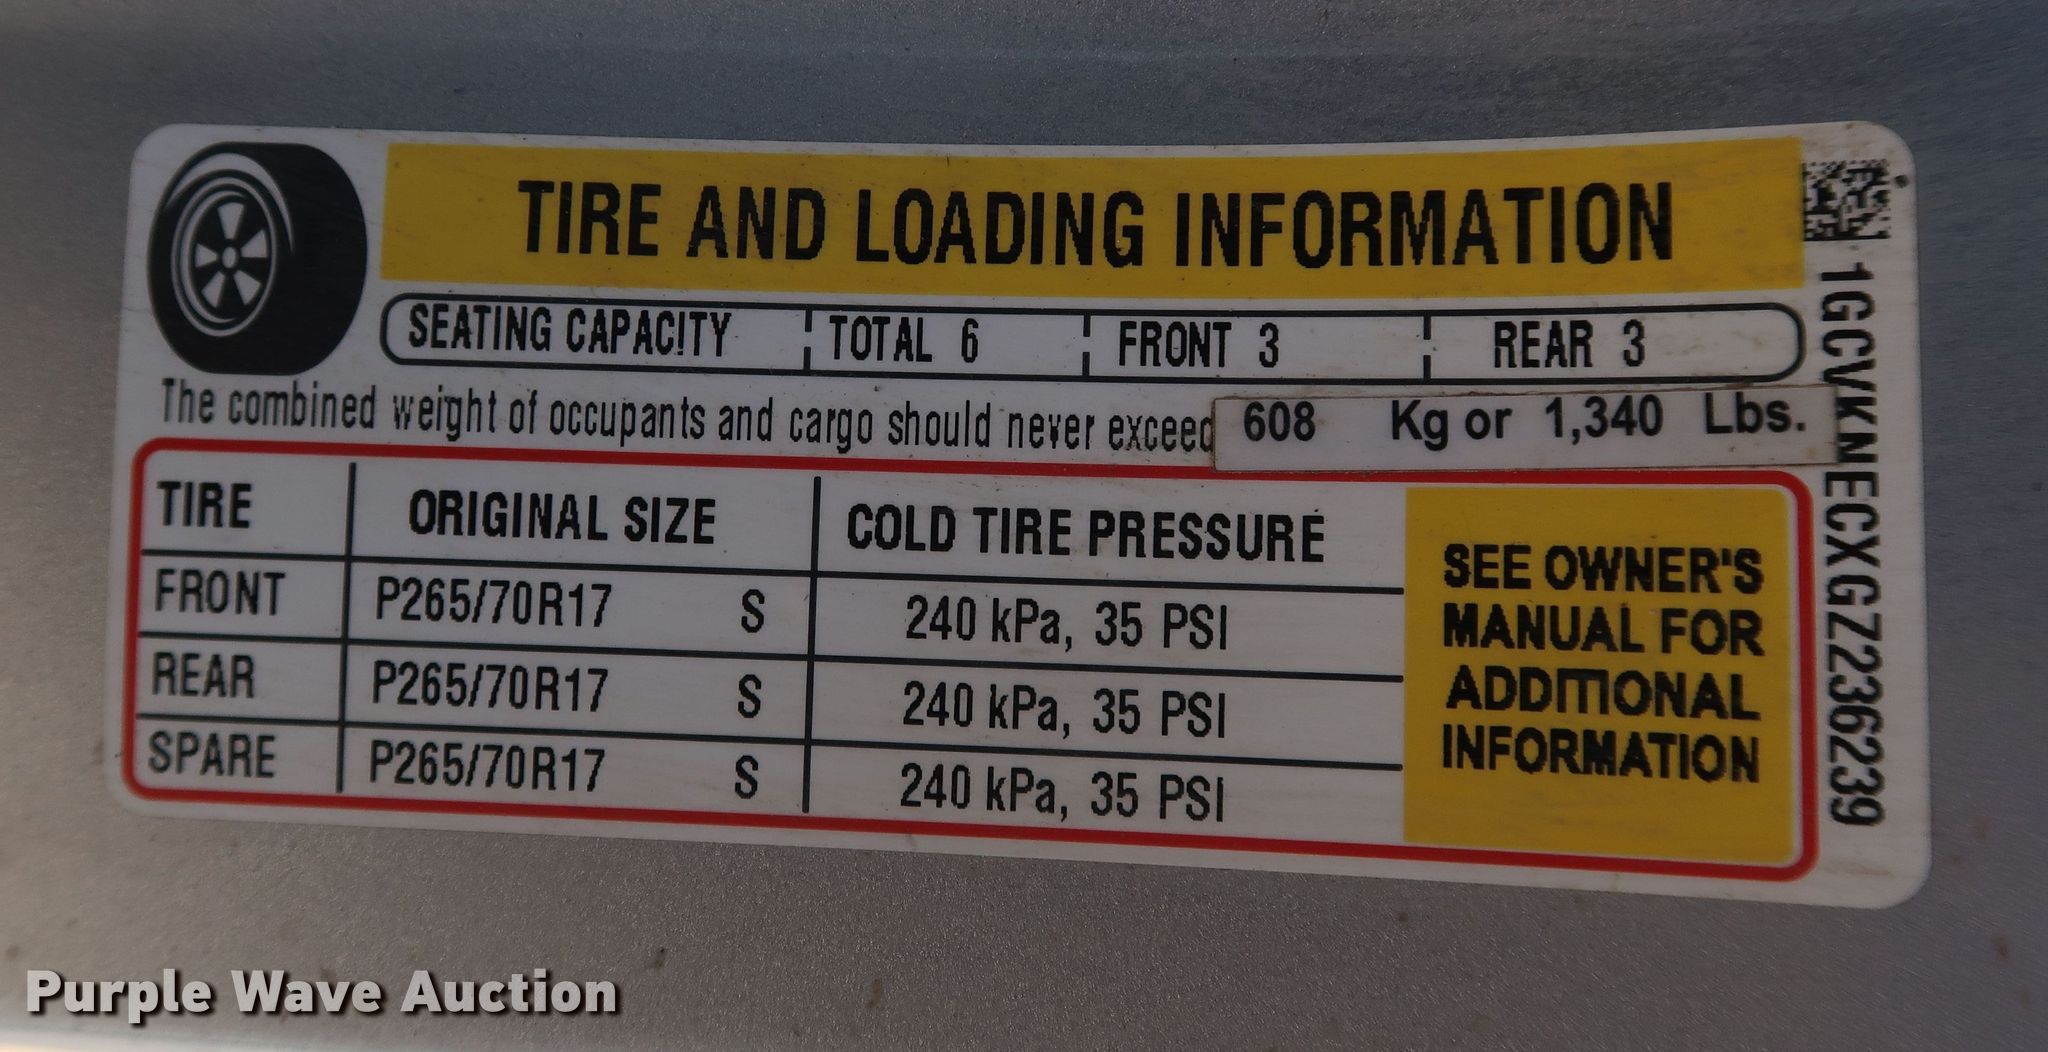 TIRE AND LOADING INFORMATION
SEATING CAPACITY TOTAL 6 FRONT 3 REAR 3
The combined weight of occupants and cargo should never exceed 608 Kg or 1,340 Lbs.
TIRE ORIGINAL SIZE COLD TIRE PRESSURE
FRONT P265/70R17 S 240 kPa, 35 PSI
REAR P265/70R17 S 240 kPa, 35 PSI
SPARE P265/70R17 S 240 kPa, 35 PSI
SEE OWNER'S
MANUAL FOR
ADDITIONAL
INFORMATION
1GCVKNECXGZ236239
Purple Wave Auction